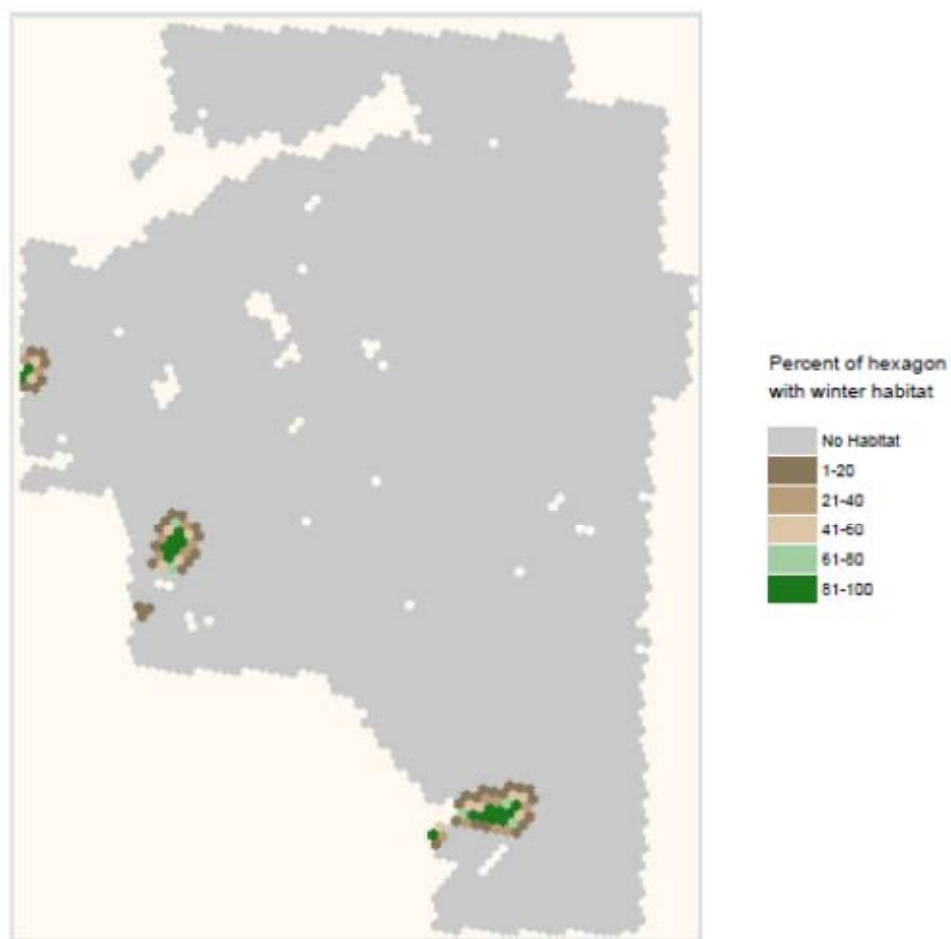 Percent of hexagon
with winter habitat
No Habitat
1-20
21-40
41-60
61-80
81-100